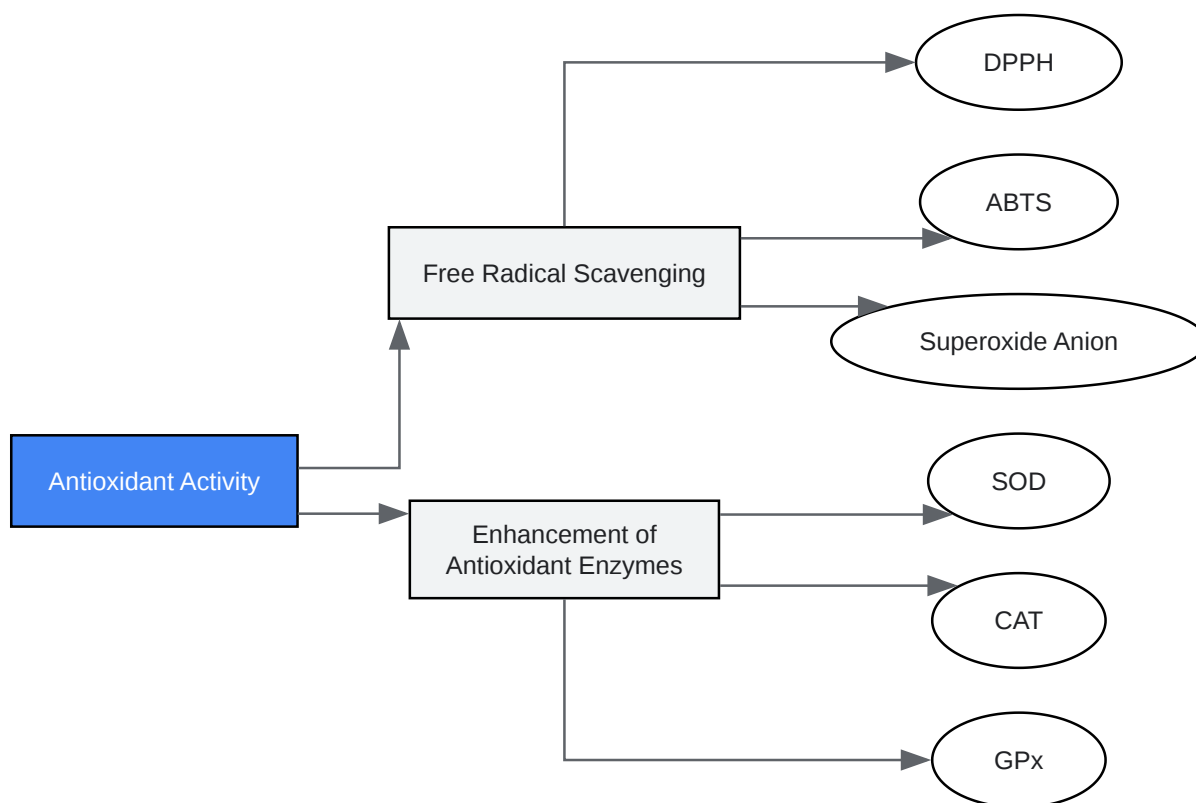 DPPH
ABTS
Free Radical Scavenging
Superoxide Anion
Antioxidant Activity
SOD
Enhancement of
Antioxidant Enzymes
CAT
GPx